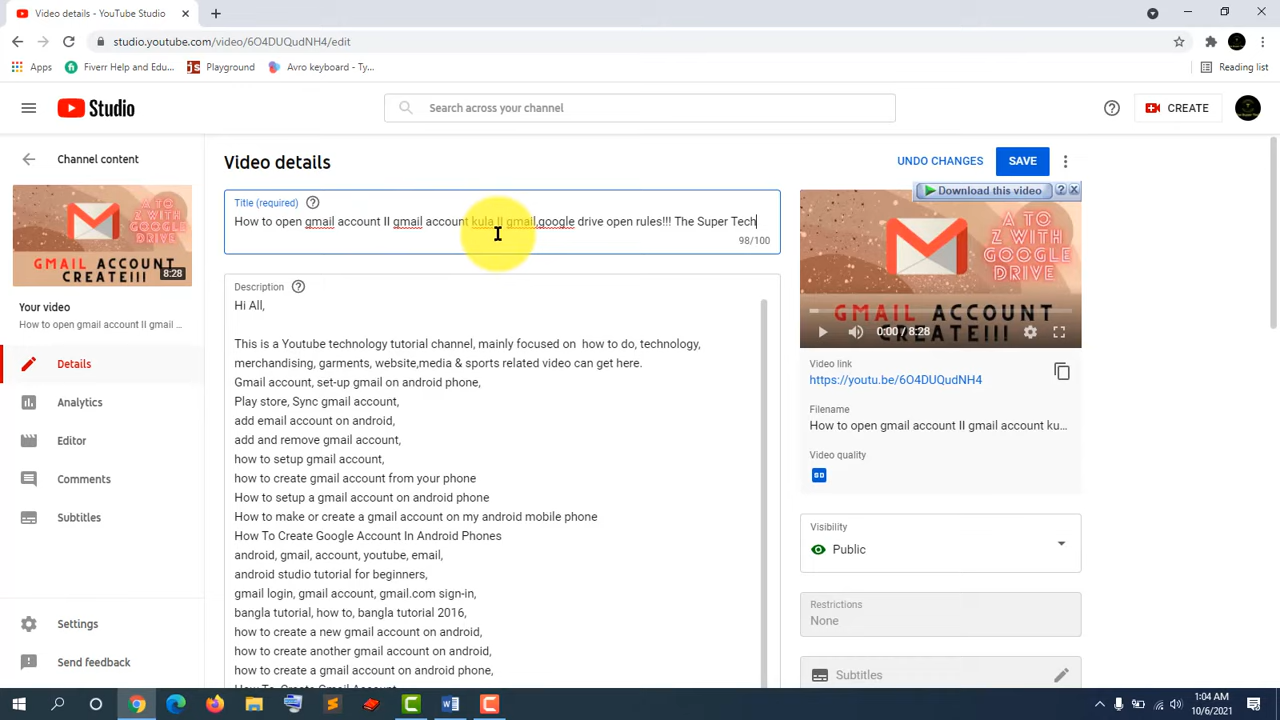 Video details - YouTube Studio
studio.youtube.com/video/6O4DUQudNH4/edit
Apps
Fiverr Help and Edu...
js
Playground
Avro keyboard - Ty...
Reading list
Studio
Search across your channel
CREATE
Channel content
Video details
UNDO CHANGES
SAVE
Download this video
Title (required)
How to open gmail account II gmail account kula II gmail,google drive open rules!!! The Super Tech
98/100
GMAIL ACCOUNT
CREATE!!!
8:28
A TO Z WITH
GOOGLE
DRIVE
GMAIL ACCOUNT
CREATE!!!
0:00 / 8:28
Your video
How to open gmail account II gmail ...
Details
Analytics
Editor
Comments
Subtitles
Settings
Send feedback
Description
Hi All,
This is a Youtube technology tutorial channel, mainly focused on  how to do, technology,
merchandising, garments, website,media & sports related video can get here.
Gmail account, set-up gmail on android phone,
Play store, Sync gmail account,
add email account on android,
add and remove gmail account,
how to setup gmail account,
how to create gmail account from your phone
How to setup a gmail account on android phone
How to make or create a gmail account on my android mobile phone
How To Create Google Account In Android Phones
android, gmail, account, youtube, email,
android studio tutorial for beginners,
gmail login, gmail account, gmail.com sign-in,
bangla tutorial, how to, bangla tutorial 2016,
how to create a new gmail account on android,
how to create another gmail account on android,
how to create a gmail account on android phone,
How To Create Gmail Account
Video link
https://youtu.be/6O4DUQudNH4
Filename
How to open gmail account II gmail account ku...
Video quality
SD
Visibility
Public
Restrictions
None
Subtitles
1:04 AM
10/6/2021